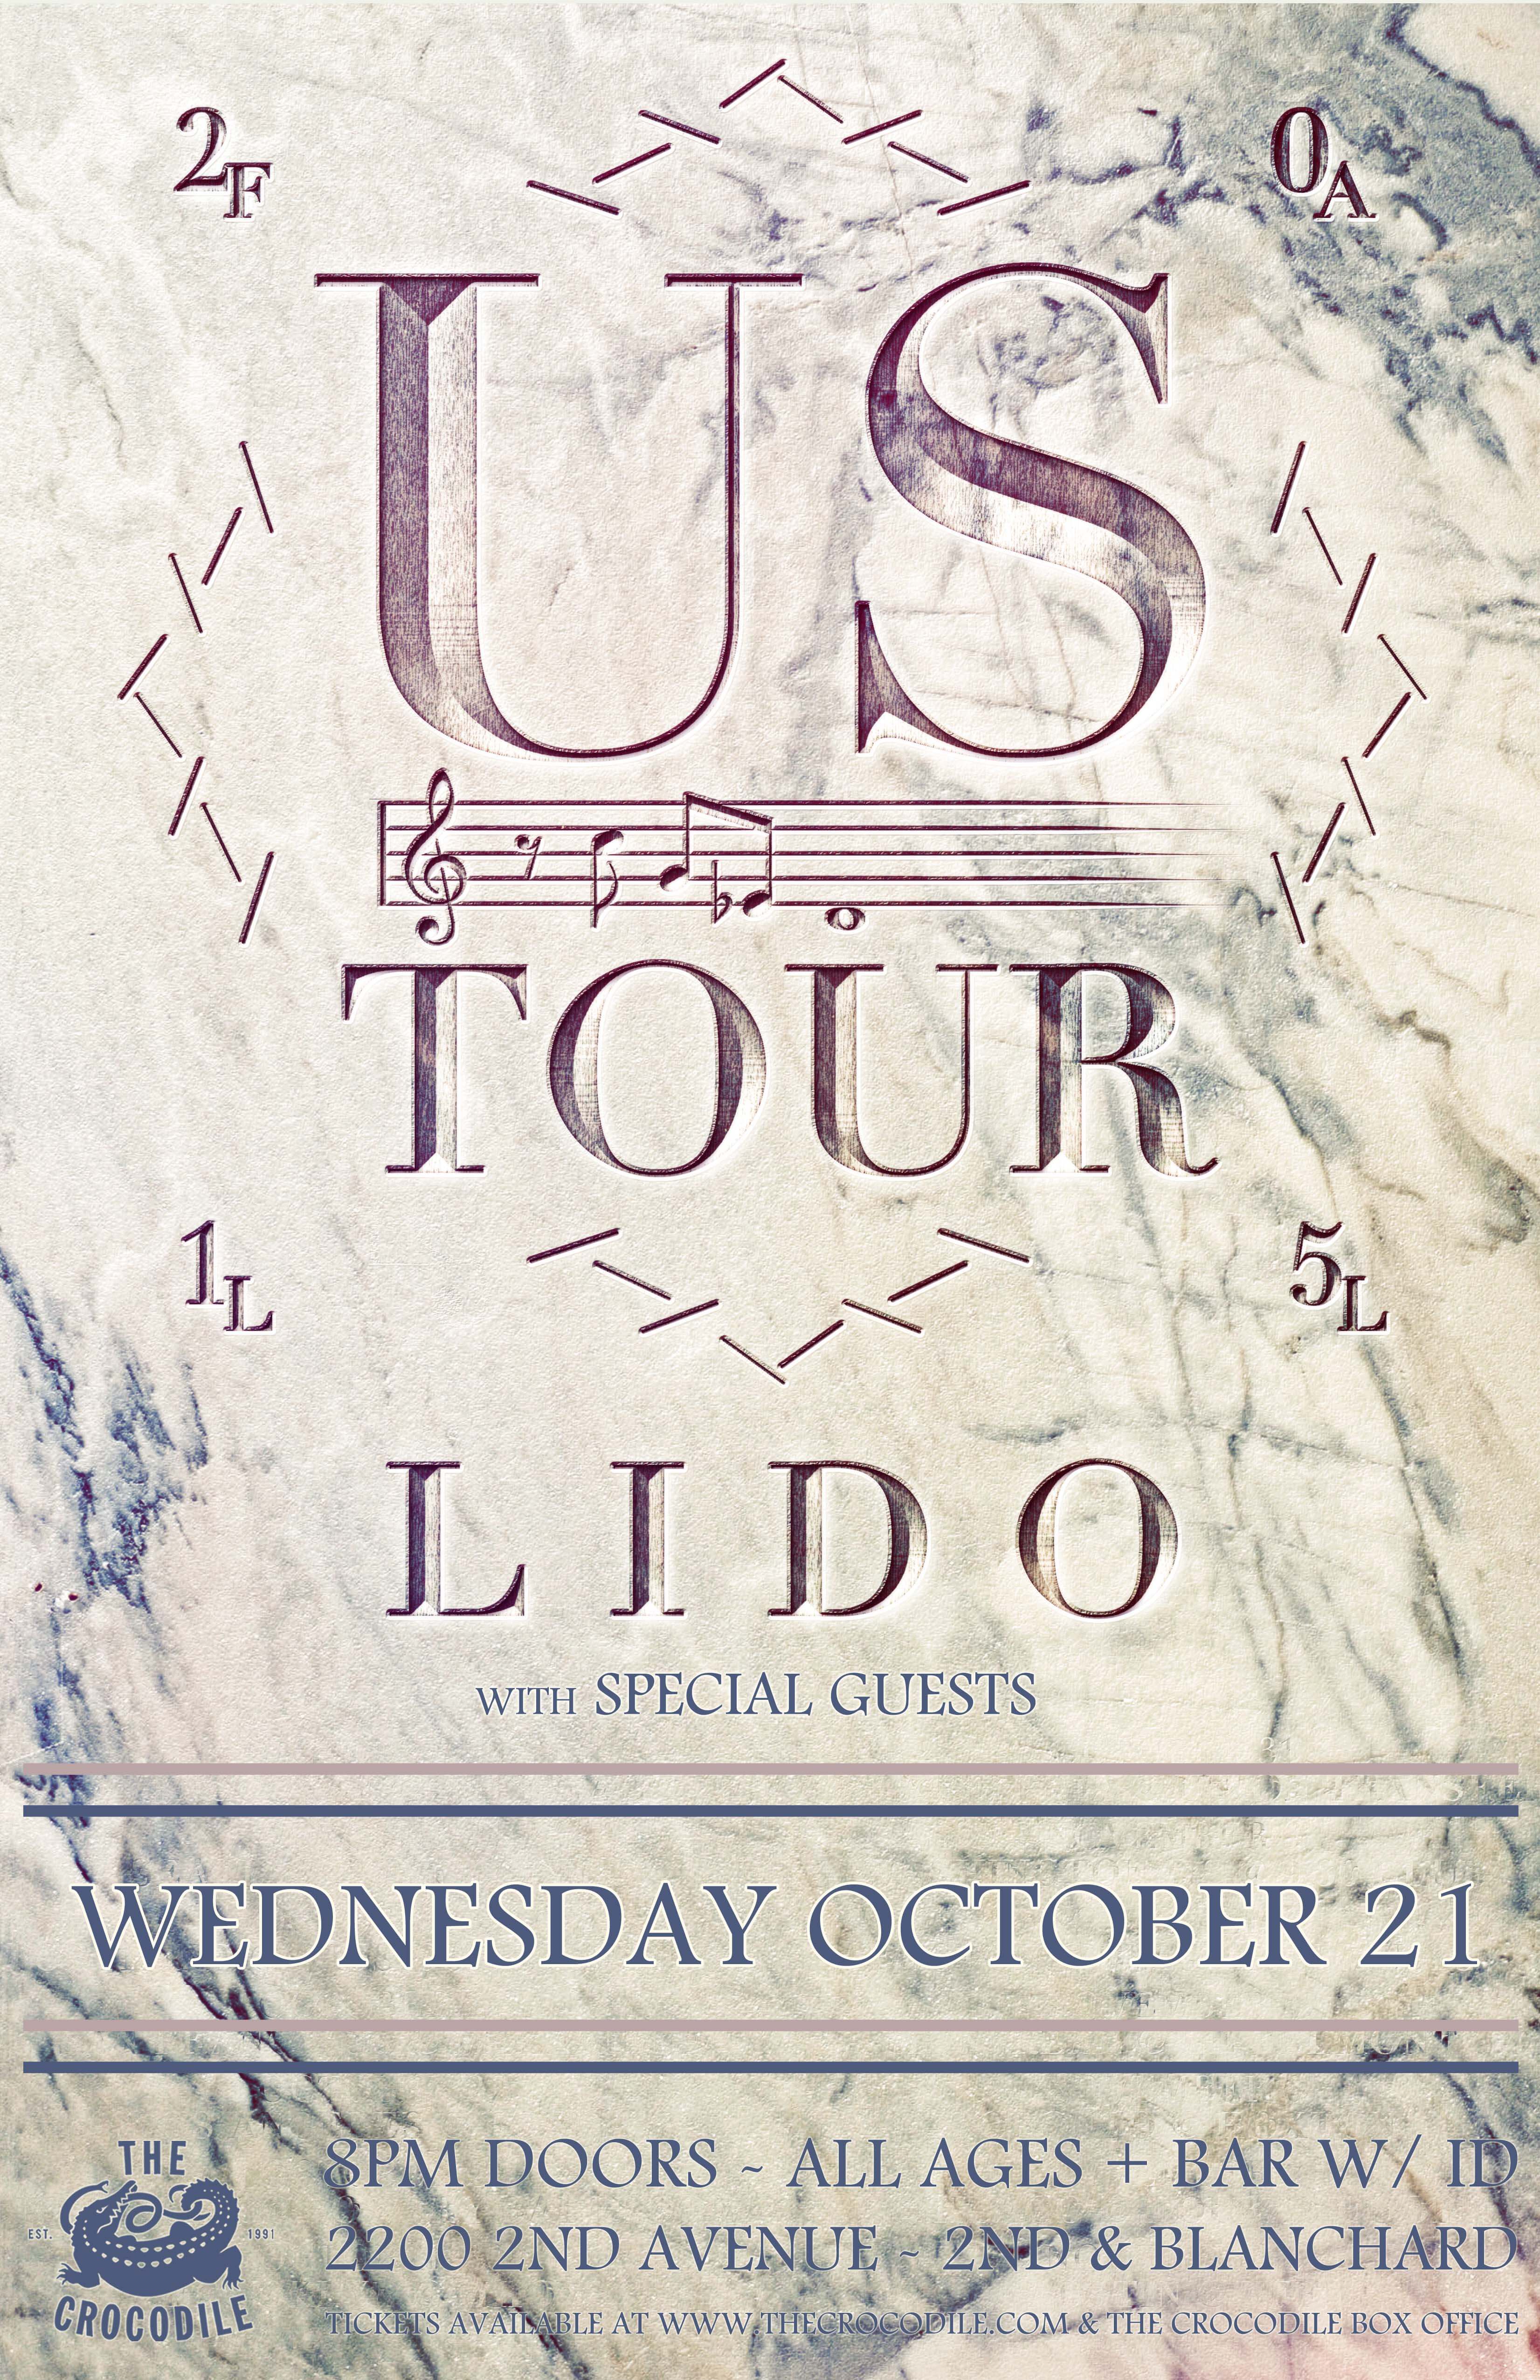 2F 0A
US
TOUR
1L 5L
LIDO
WITH SPECIAL GUESTS
WEDNESDAY OCTOBER 21
THE
EST. 1991
CROCODILE
8PM DOORS ~ ALL AGES + BAR W/ ID
2200 2ND AVENUE ~ 2ND & BLANCHARD
TICKETS AVAILABLE AT WWW.THECROCODILE.COM & THE CROCODILE BOX OFFICE